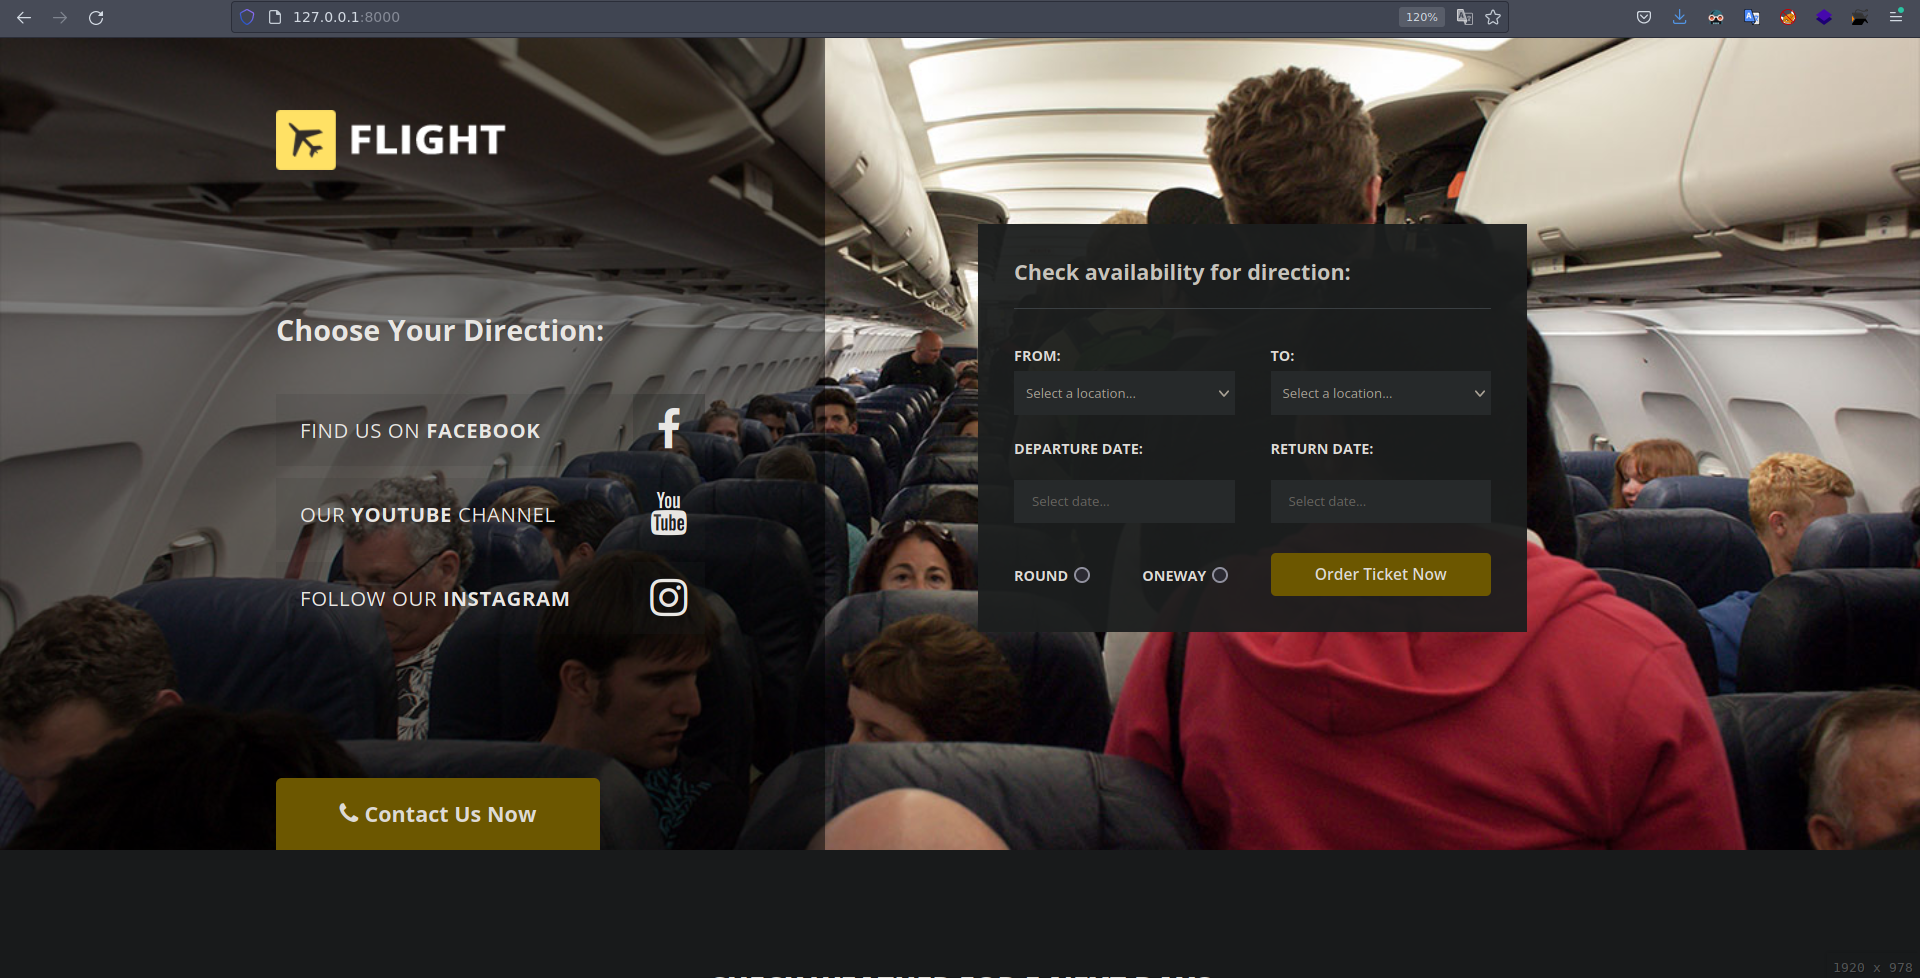 127.0.0.1:8000
120%
FLIGHT
Choose Your Direction:
FIND US ON FACEBOOK
OUR YOUTUBE CHANNEL
You
Tube
FOLLOW OUR INSTAGRAM
Contact Us Now
Check availability for direction:
FROM:
TO:
Select a location...
Select a location...
DEPARTURE DATE:
RETURN DATE:
Select date...
Select date...
ROUND
ONEWAY
Order Ticket Now
1920 x 978